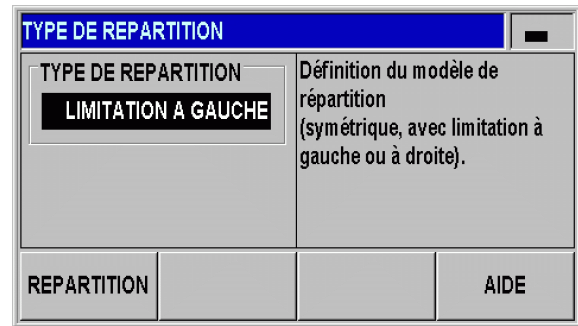 TYPE DE REPARTITION
TYPE DE REPARTITION
LIMITATION A GAUCHE
Définition du modèle de
répartition
(symétrique, avec limitation à
gauche ou à droite).
REPARTITION
AIDE